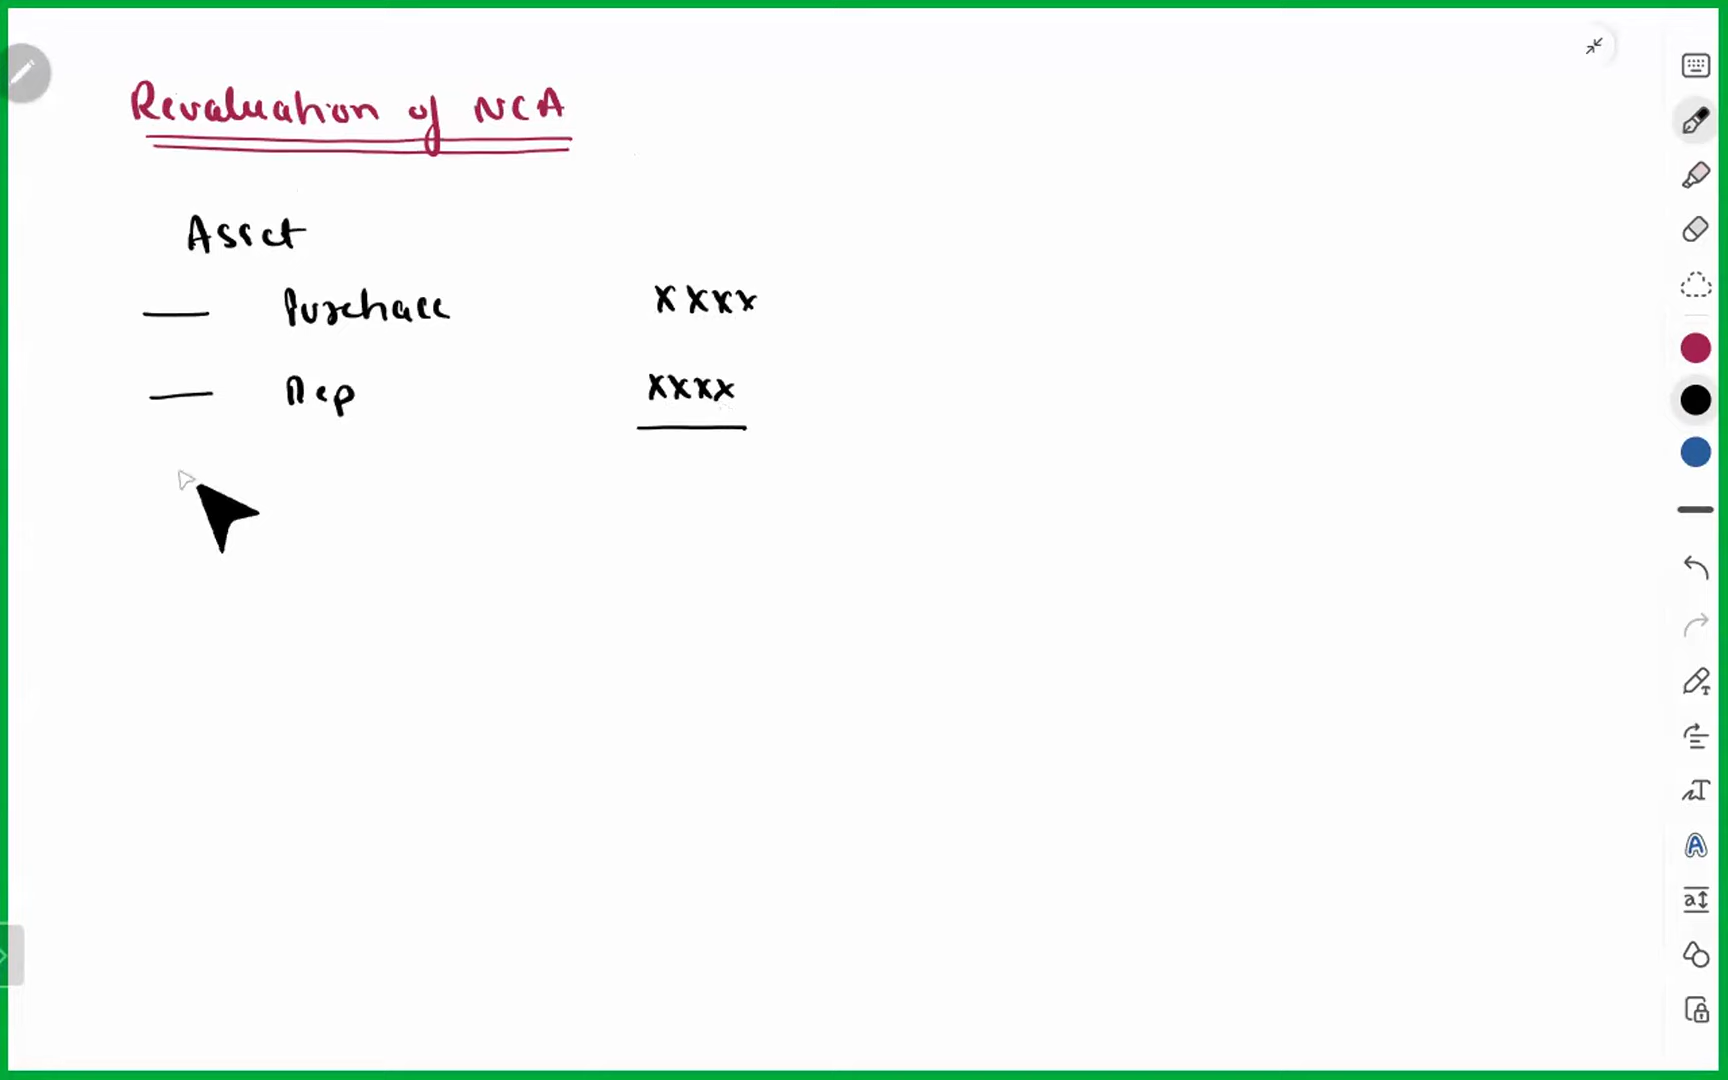 Revaluation of NCA
Asset
— Purchase xxxx
— Dep xxxx